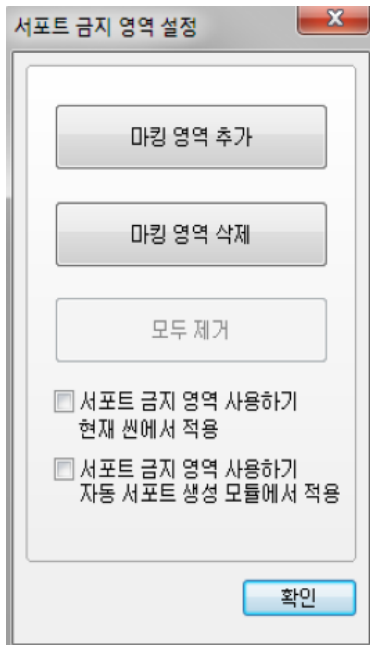 서포트 금지 영역 설정
마킹 영역 추가
마킹 영역 삭제
모두 제거
서포트 금지 영역 사용하기
현재 씬에서 적용
서포트 금지 영역 사용하기
자동 서포트 생성 모듈에서 적용
확인